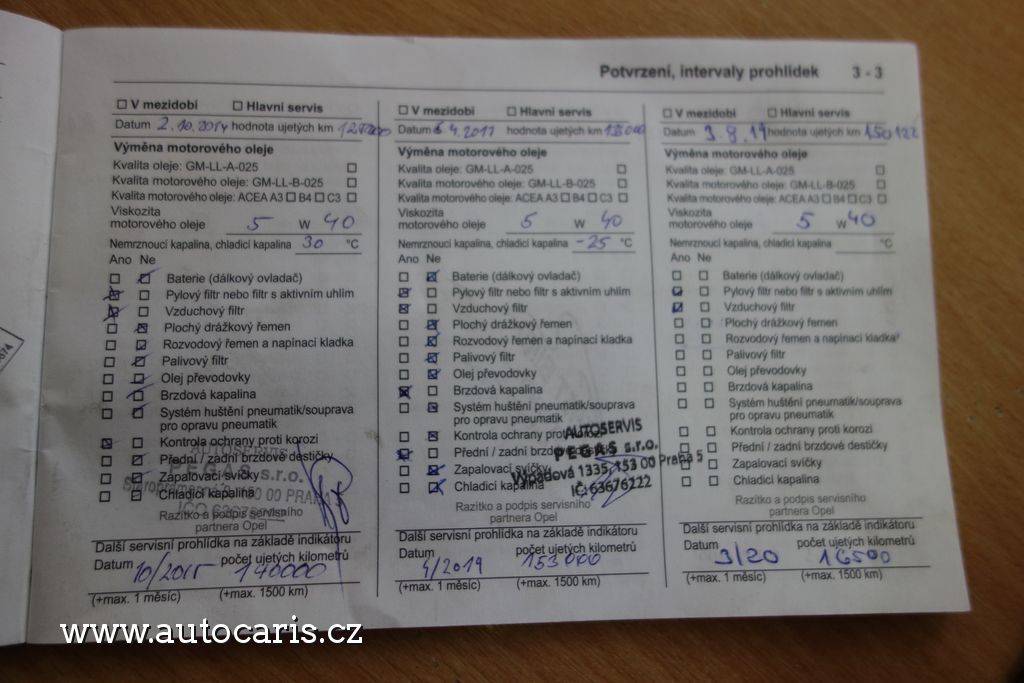 Potvrzení, intervaly prohlídek 3 - 3
☐ V mezidobí ☐ Hlavní servis
Datum 2.10.2014 hodnota ujetých km
Výměna motorového oleje
Kvalita oleje: GM-LL-A-025 ☐
Kvalita motorového oleje: GM-LL-B-025 ☐
Kvalita motorového oleje: ACEA A3 ☐ B4 ☐ C3 ☐
Viskozita
motorového oleje 5 W 40
Nemrznoucí kapalina, chladicí kapalina 30 °C
Ano Ne
Baterie (dálkový ovladač)
Pylový filtr nebo filtr s aktivním uhlím
Vzduchový filtr
Plochý drážkový řemen
Rozvodový řemen a napínací kladka
Palivový filtr
Olej převodovky
Brzdová kapalina
Systém huštění pneumatik/souprava
pro opravu pneumatik
Kontrola ochrany proti korozi
Přední / zadní brzdové destičky
Zapalovací svíčky
Chladicí kapalina
AUTOSERVIS
PEGAS s.r.o.
Razítko a podpis servisního
partnera Opel
Další servisní prohlídka na základě indikátoru
Datum počet ujetých kilometrů
10/2015 140000
(+max. 1 měsíc) (+max. 1500 km)
☐ V mezidobí ☐ Hlavní servis
Datum hodnota ujetých km
Výměna motorového oleje
Kvalita oleje: GM-LL-A-025 ☐
Kvalita motorového oleje: GM-LL-B-025 ☐
Kvalita motorového oleje: ACEA A3 ☐ B4 ☐ C3 ☐
Viskozita
motorového oleje 5 W 40
Nemrznoucí kapalina, chladicí kapalina -25 °C
Ano Ne
Baterie (dálkový ovladač)
Pylový filtr nebo filtr s aktivním uhlím
Vzduchový filtr
Plochý drážkový řemen
Rozvodový řemen a napínací kladka
Palivový filtr
Olej převodovky
Brzdová kapalina
Systém huštění pneumatik/souprava
pro opravu pneumatik
Kontrola ochrany proti korozi
Přední / zadní
Zapalovací svíčky
Chladicí kapalina
AUTOSERVIS
PEGAS s.r.o.
Vlpadová 1335, 153 00 Praha 5
IČ: 63676222
Razítko a podpis servisního
partnera Opel
Další servisní prohlídka na základě indikátoru
Datum počet ujetých kilometrů
4/2019 153000
(+max. 1 měsíc) (+max. 1500 km)
☐ V mezidobí ☐ Hlavní servis
Datum 3.9.19 hodnota ujetých km 150122
Výměna motorového oleje
Kvalita oleje: GM-LL-A-025 ☐
Kvalita motorového oleje: GM-LL-B-025 ☐
Kvalita motorového oleje: ACEA A3 ☐ B4 ☐ C3 ☐
Viskozita
motorového oleje 5 W 40
Nemrznoucí kapalina, chladicí kapalina °C
Ano Ne
Baterie (dálkový ovladač)
Pylový filtr nebo filtr s aktivním uhlím
Vzduchový filtr
Plochý drážkový řemen
Rozvodový řemen a napínací kladka
Palivový filtr
Olej převodovky
Brzdová kapalina
Systém huštění pneumatik/souprava
pro opravu pneumatik
Kontrola ochrany proti korozi
Přední / zadní brzdové destičky
Zapalovací svíčky
Chladicí kapalina
Razítko a podpis servisního
partnera Opel
Další servisní prohlídka na základě indikátoru
Datum počet ujetých kilometrů
3/20 16500
(+max. 1 měsíc) (+max. 1500 km)
www.autocaris.cz